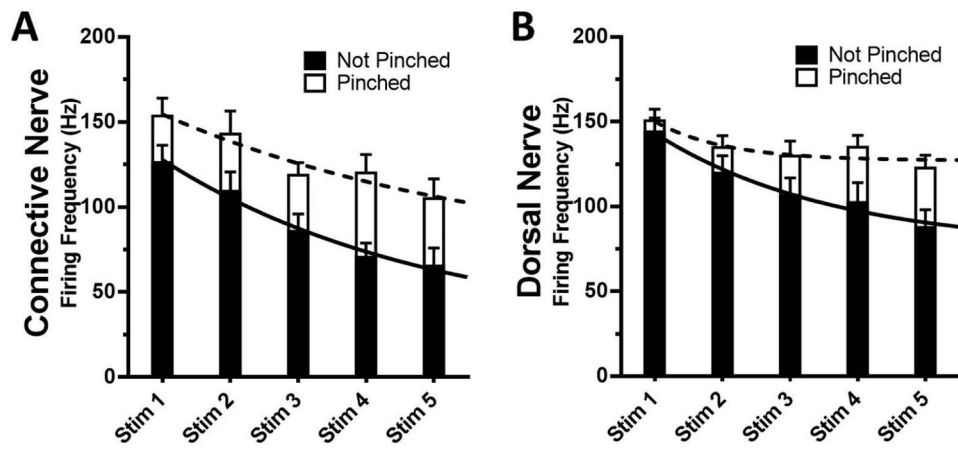 A
Connective Nerve
Firing Frequency (Hz)
200
150
100
50
0
Not Pinched
Pinched
Stim 1
Stim 2
Stim 3
Stim 4
Stim 5
B
Dorsal Nerve
Firing Frequency (Hz)
200
150
100
50
0
Not Pinched
Pinched
Stim 1
Stim 2
Stim 3
Stim 4
Stim 5